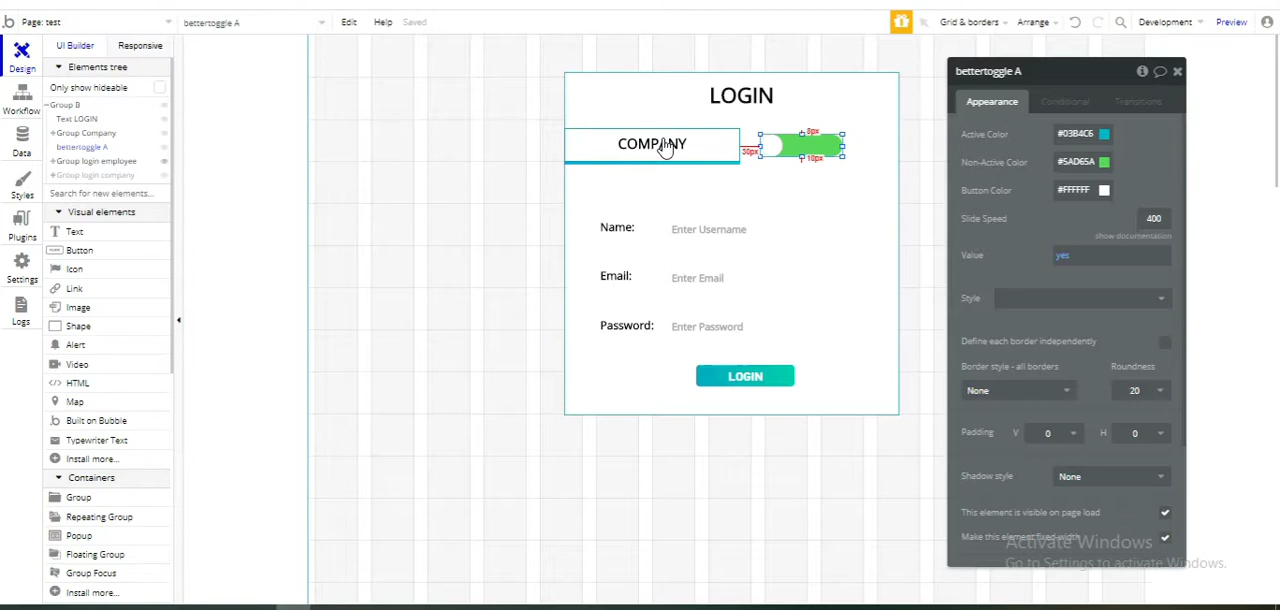 Page: test
bettertoggle A
Edit
Help
Saved
Grid & borders
Arrange
Development
Preview
UI Builder
Responsive
Design
Workflow
Data
Styles
Plugins
Settings
Logs
Elements tree
Only show hideable
Group B
Text LOGIN
Group Company
bettertoggle A
Group login employee
Group login company
Search for new elements...
Visual elements
Text
Button
Icon
Link
Image
Shape
Alert
Video
</> HTML
Map
Built on Bubble
Typewriter Text
Install more...
Containers
Group
Repeating Group
Popup
Floating Group
Group Focus
Install more...
LOGIN
COMPANY
8px
30px
10px
Name: Enter Username
Email: Enter Email
Password: Enter Password
LOGIN
bettertoggle A
Appearance
Conditional
Transitions
Active Color #03B4C6
Non-Active Color #5AD65A
Button Color #FFFFFF
Slide Speed 400
show documentation
Value yes
Style
Define each border independently
Border style - all borders Roundness
None 20
Padding V 0 H 0
Shadow style None
This element is visible on page load
Make this element fixed-width
Activate Windows
Go to Settings to activate Windows.